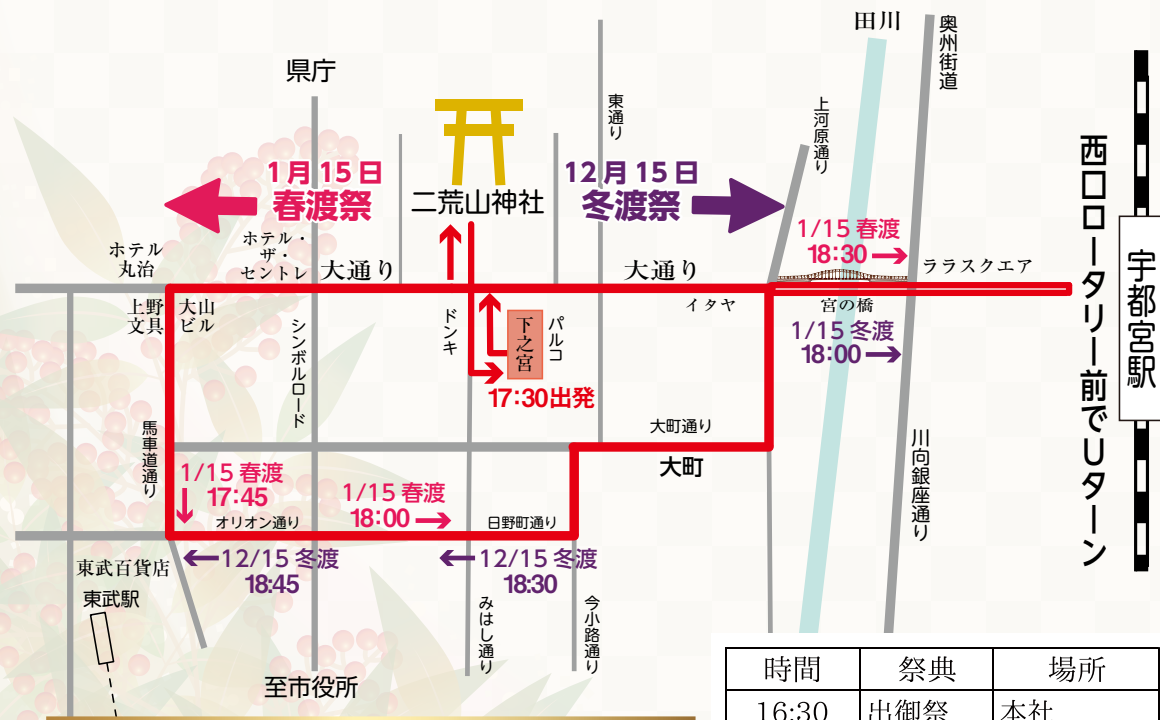 田川
奥州街道
県庁
東通り
上河原通り
1月15日
春渡祭
12月15日
冬渡祭
二荒山神社
西口ロータリー前でUターン
宇都宮駅
1/15 春渡
18:30
ホテル
丸治
ホテル・
ザ・
セントレ
大通り
大通り
ララスクエア
上野
文具
大山
ビル
シンボルロード
ドンキ
下之宮
パルコ
イタヤ
宮の橋
1/15 冬渡
18:00
17:30出発
馬車道通り
大町通り
大町
川向銀座通り
1/15 春渡
17:45
1/15 春渡
18:00
オリオン通り
日野町通り
12/15 冬渡
18:45
12/15 冬渡
18:30
東武百貨店
東武駅
みはし通り
今小路通り
至市役所
時間 祭典 場所
16:30 出御祭 本社